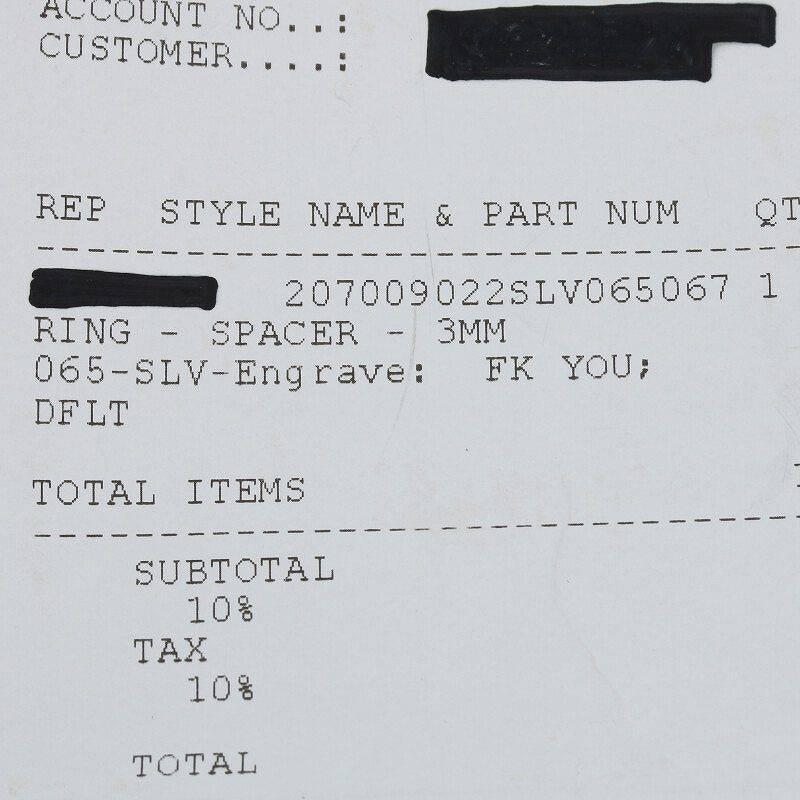 ACCOUNT NO..:
CUSTOMER....:
REP STYLE NAME & PART NUM QT
207009022SLV065067 1
RING - SPACER - 3MM
065-SLV-Engrave: FK YOU;
DFLT
TOTAL ITEMS
SUBTOTAL
10%
TAX
10%
TOTAL